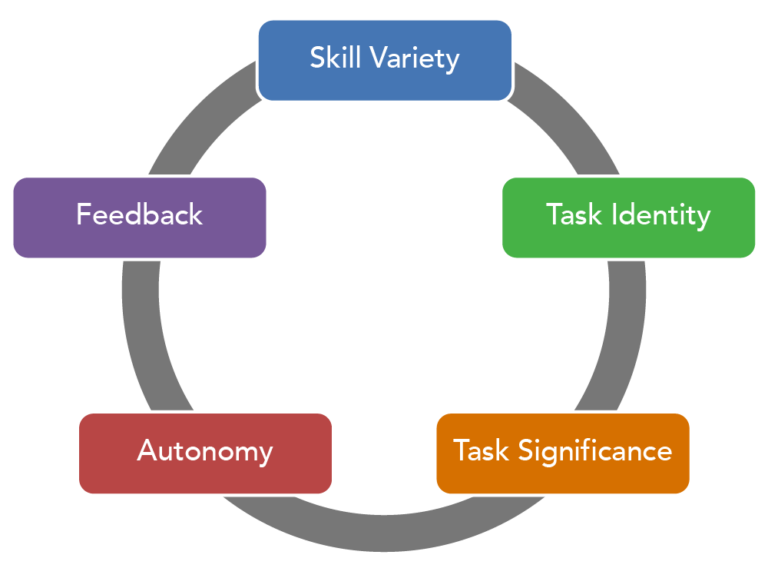 Skill Variety
Feedback
Task Identity
Autonomy
Task Significance